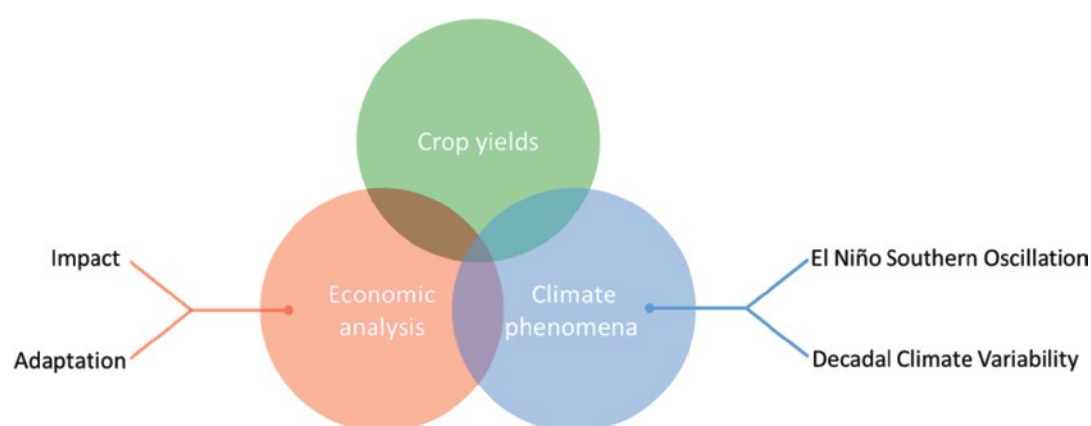 Crop yields
Impact
Adaptation
Economic
analysis
Climate
phenomena
El Niño Southern Oscillation
Decadal Climate Variability